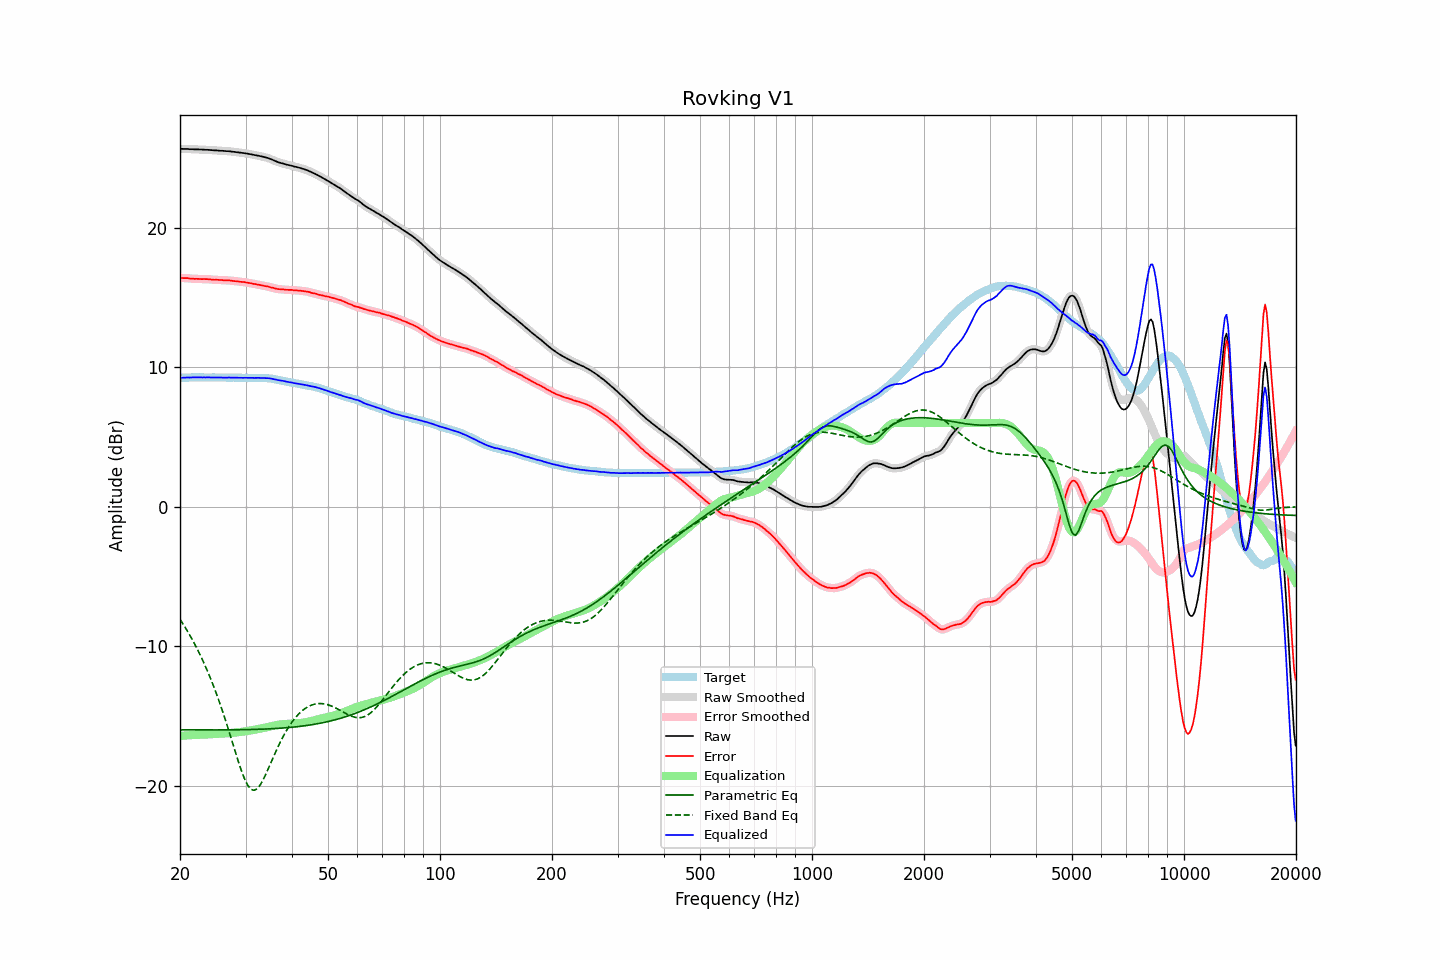 Rovking V1
Amplitude (dBr)
20
10
0
−10
−20
Target
Raw Smoothed
Error Smoothed
Raw
Error
Equalization
Parametric Eq
Fixed Band Eq
Equalized
20 50 100 200 500 1000 2000 5000 10000 20000
Frequency (Hz)